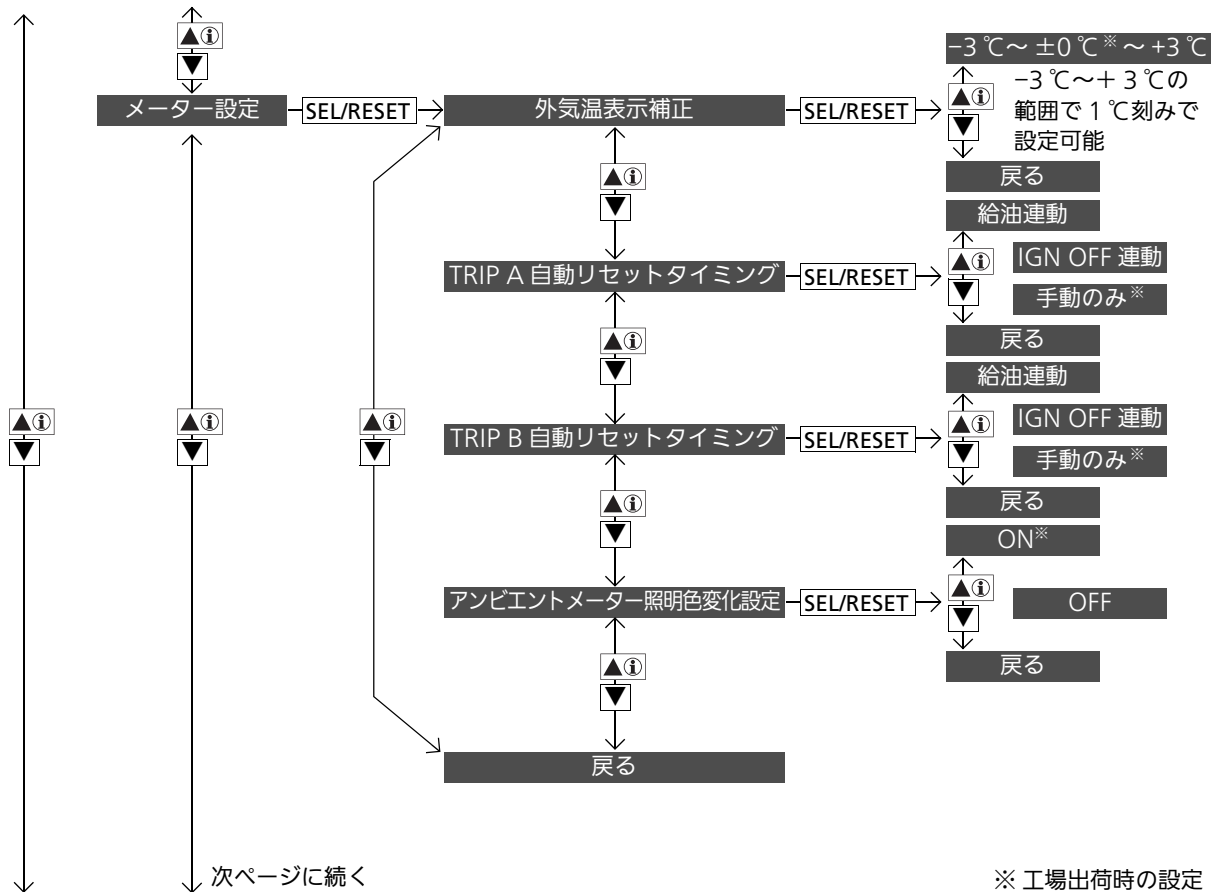 ▲ⓘ
▼
メーター設定
SEL/RESET
外気温表示補正
SEL/RESET
−3 ℃～ ±0 ℃※～ +3 ℃
▲ⓘ
▼
−3 ℃～＋ 3 ℃の
範囲で 1 ℃刻みで
設定可能
戻る
▲ⓘ
▼
TRIP A 自動リセットタイミング
SEL/RESET
給油連動
▲ⓘ
▼
IGN OFF 連動
手動のみ※
戻る
▲ⓘ
▼
▲ⓘ
▼
▲ⓘ
▼
▲ⓘ
▼
TRIP B 自動リセットタイミング
SEL/RESET
給油連動
▲ⓘ
▼
IGN OFF 連動
手動のみ※
戻る
▲ⓘ
▼
アンビエントメーター照明色変化設定
SEL/RESET
ON※
▲ⓘ
▼
OFF
戻る
▲ⓘ
▼
戻る
次ページに続く
※ 工場出荷時の設定